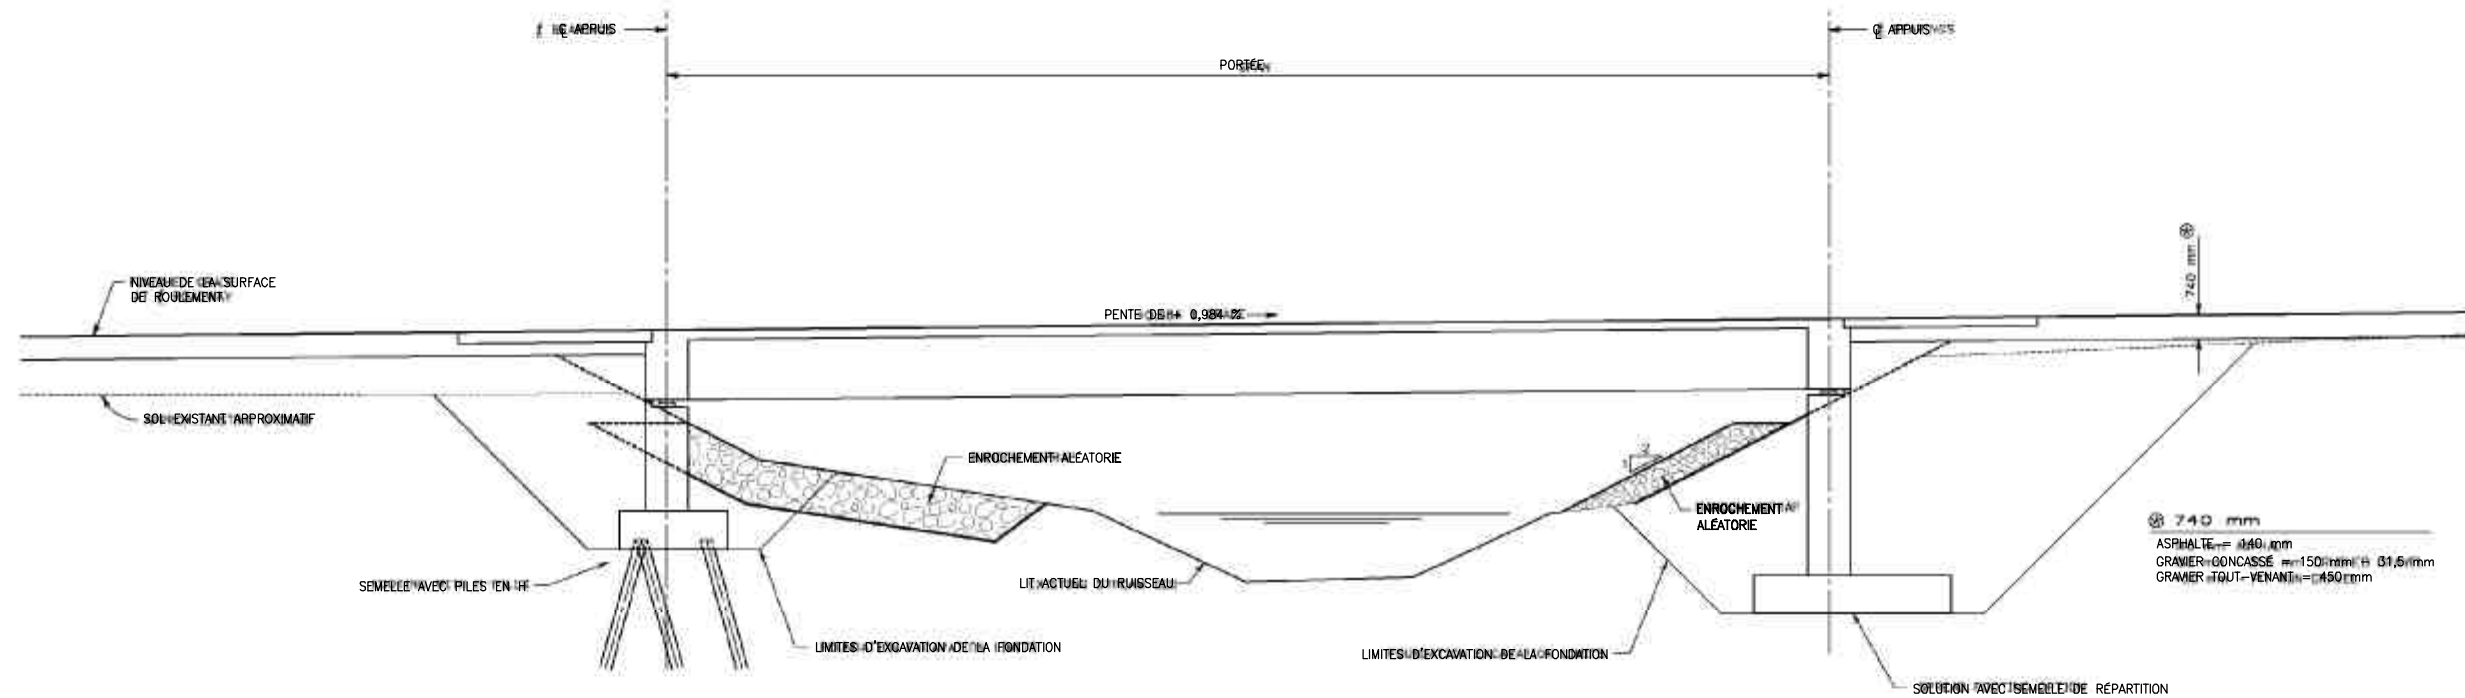 ℄ APPUIS
℄ APPUIS
PORTÉE
740 mm ⊛
NIVEAU DE LA SURFACE
DE ROULEMENT
PENTE DE + 0,984 %
SOL EXISTANT APPROXIMATIF
ENROCHEMENT ALÉATORIE
2
1
ENROCHEMENT
ALÉATORIE
⊛ 740 mm
ASPHALTE = 140 mm
GRAVIER CONCASSÉ = 150 mm – 31,5 mm
GRAVIER TOUT-VENANT = 450 mm
SEMELLE AVEC PILES EN H
LIT ACTUEL DU RUISSEAU
LIMITES D'EXCAVATION DE LA FONDATION
LIMITES D'EXCAVATION DE LA FONDATION
SOLUTION AVEC SEMELLE DE RÉPARTITION